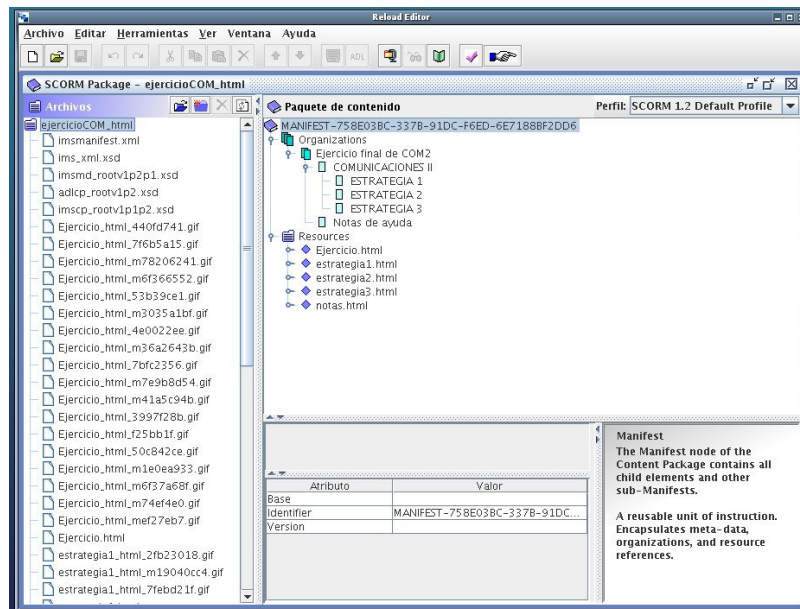 Reload Editor
Archivo Editar Herramientas Ver Ventana Ayuda
ADL
SCORM Package - ejercicioCOM_html
Archivos
ejercicioCOM_html
imsmanifest.xml
ims_xml.xsd
imsmd_rootv1p2p1.xsd
adlcp_rootv1p2.xsd
imscp_rootv1p1p2.xsd
Ejercicio_html_440fd741.gif
Ejercicio_html_7f6b5a15.gif
Ejercicio_html_m78206241.gif
Ejercicio_html_m6f366552.gif
Ejercicio_html_53b39ce1.gif
Ejercicio_html_m3035a1bf.gif
Ejercicio_html_4e0022ee.gif
Ejercicio_html_m36a2643b.gif
Ejercicio_html_7bfc2356.gif
Ejercicio_html_m7e9b8d54.gif
Ejercicio_html_m41a5c94b.gif
Ejercicio_html_3997f28b.gif
Ejercicio_html_f25bb1f.gif
Ejercicio_html_50c842ce.gif
Ejercicio_html_m1e0ea933.gif
Ejercicio_html_m6f37a68f.gif
Ejercicio_html_m74ef4e0.gif
Ejercicio_html_mef27eb7.gif
Ejercicio.html
estrategia1_html_2fb23018.gif
estrategia1_html_m19040cc4.gif
estrategia1_html_7febd21f.gif
Paquete de contenido
Perfil: SCORM 1.2 Default Profile
MANIFEST-758E03BC-337B-91DC-F6ED-6E7188BF2DD6
Organizations
Ejercicio final de COM2
COMUNICACIONES II
ESTRATEGIA 1
ESTRATEGIA 2
ESTRATEGIA 3
Notas de ayuda
Resources
Ejercicio.html
estrategia1.html
estrategia2.html
estrategia3.html
notas.html
Atributo Valor
Base
Identifier MANIFEST-758E03BC-337B-91DC...
Version
Manifest
The Manifest node of the
Content Package contains all
child elements and other
sub-Manifests.
A reusable unit of instruction.
Encapsulates meta-data,
organizations, and resource
references.